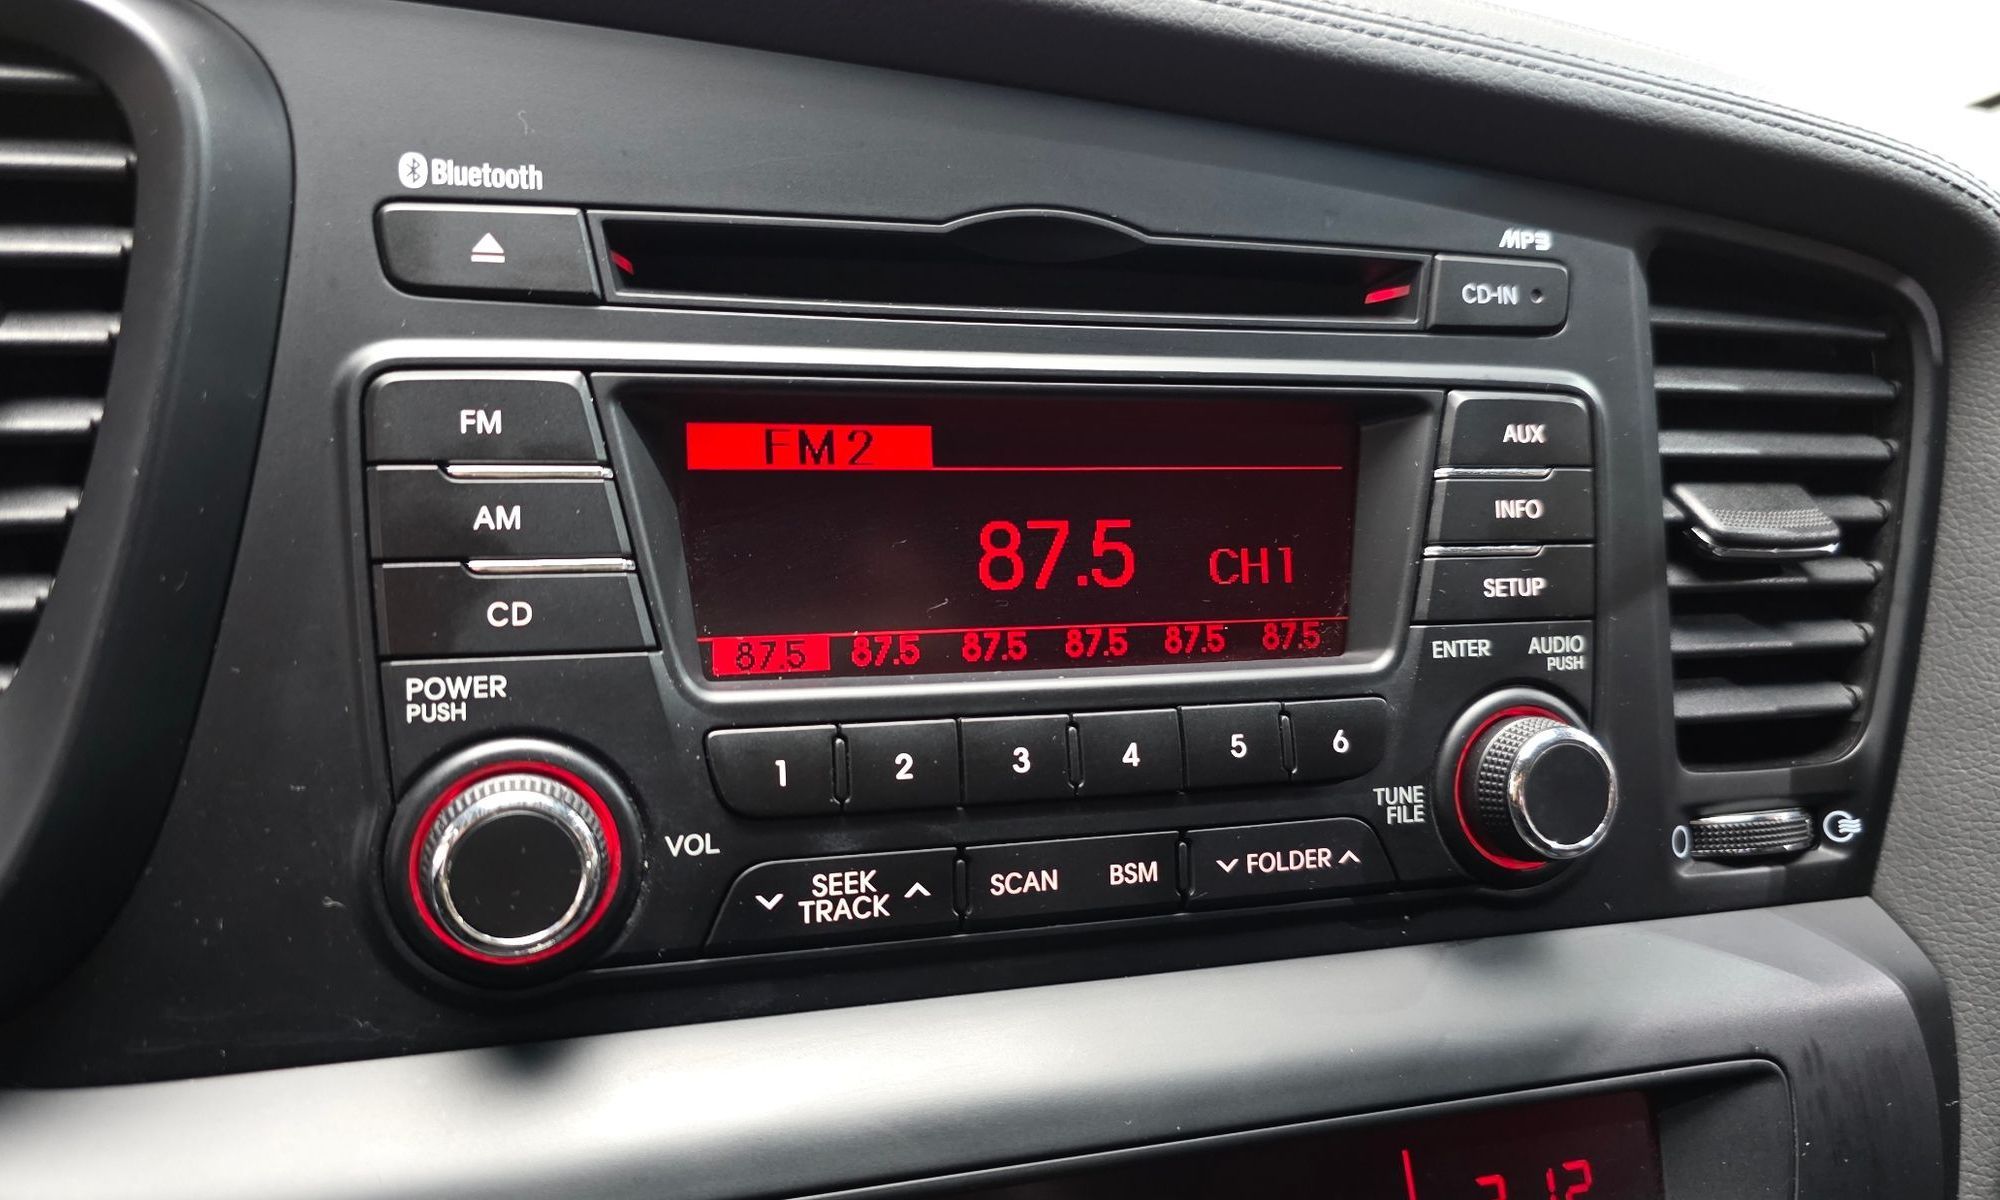 Bluetooth
MP3
CD-IN
FM
AM
CD
FM2
87.5 CH1
87.5 87.5 87.5 87.5 87.5 87.5
AUX
INFO
SETUP
POWER
PUSH
VOL
1 2 3 4 5 6
ENTER
AUDIO
PUSH
TUNE
FILE
SEEK
TRACK
SCAN BSM
FOLDER